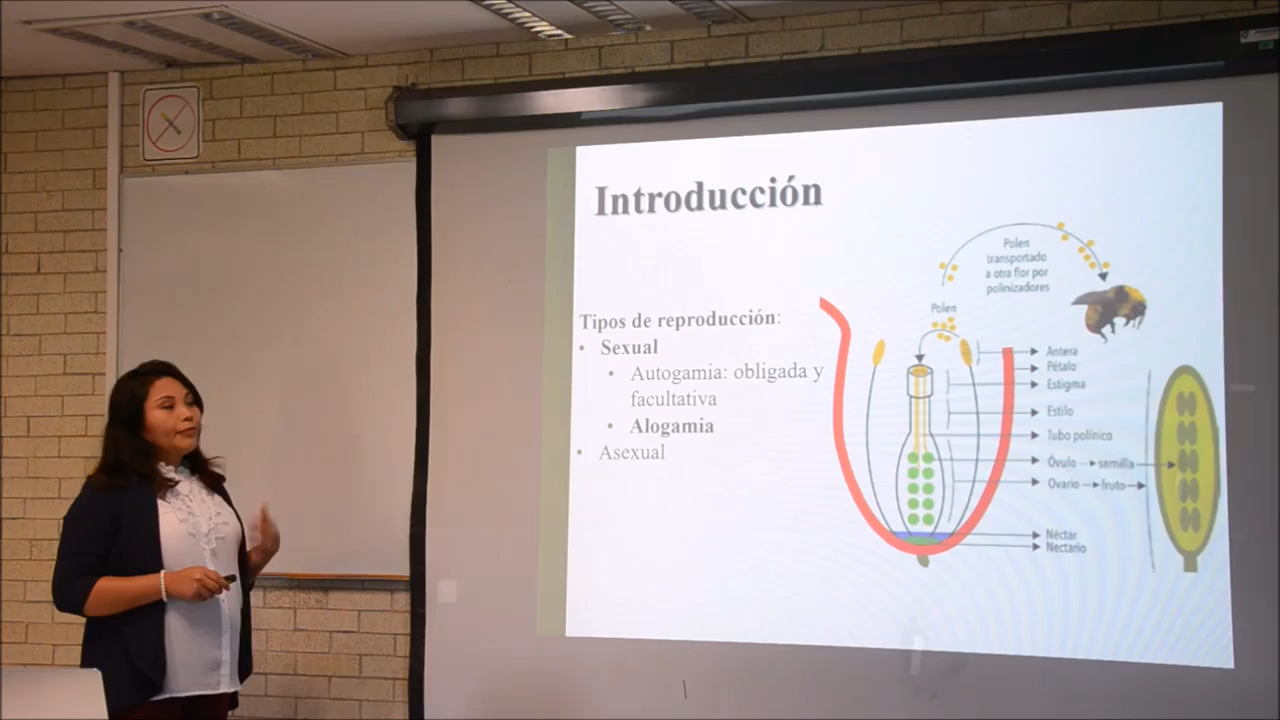 Introducción
Polen
transportado
a otra flor por
polinizadores
Polen
Tipos de reproducción:
• Sexual
• Autogamia: obligada y
facultativa
• Alogamia
• Asexual
Antera
Pétalo
Estigma
Estilo
Tubo polínico
Óvulo semilla
Ovario fruto
Néctar
Nectario